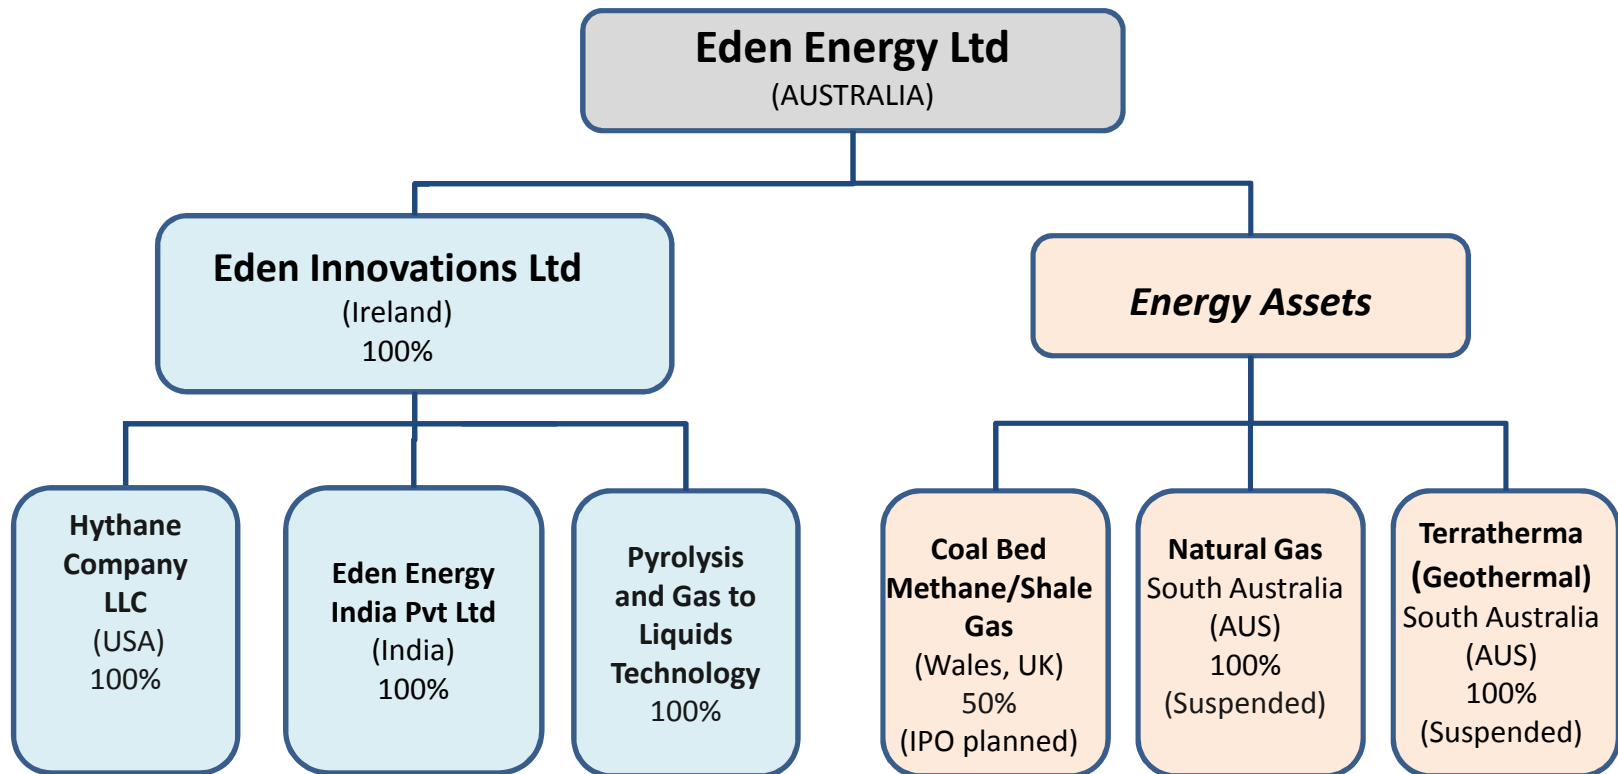 Eden Energy Ltd
(AUSTRALIA)
Eden Innovations Ltd
(Ireland)
100%
Energy Assets
Hythane
Company
LLC
(USA)
100%
Eden Energy
India Pvt Ltd
(India)
100%
Pyrolysis
and Gas to
Liquids
Technology
100%
Coal Bed
Methane/Shale
Gas
(Wales, UK)
50%
(IPO planned)
Natural Gas
South Australia
(AUS)
100%
(Suspended)
Terratherma
(Geothermal)
South Australia
(AUS)
100%
(Suspended)